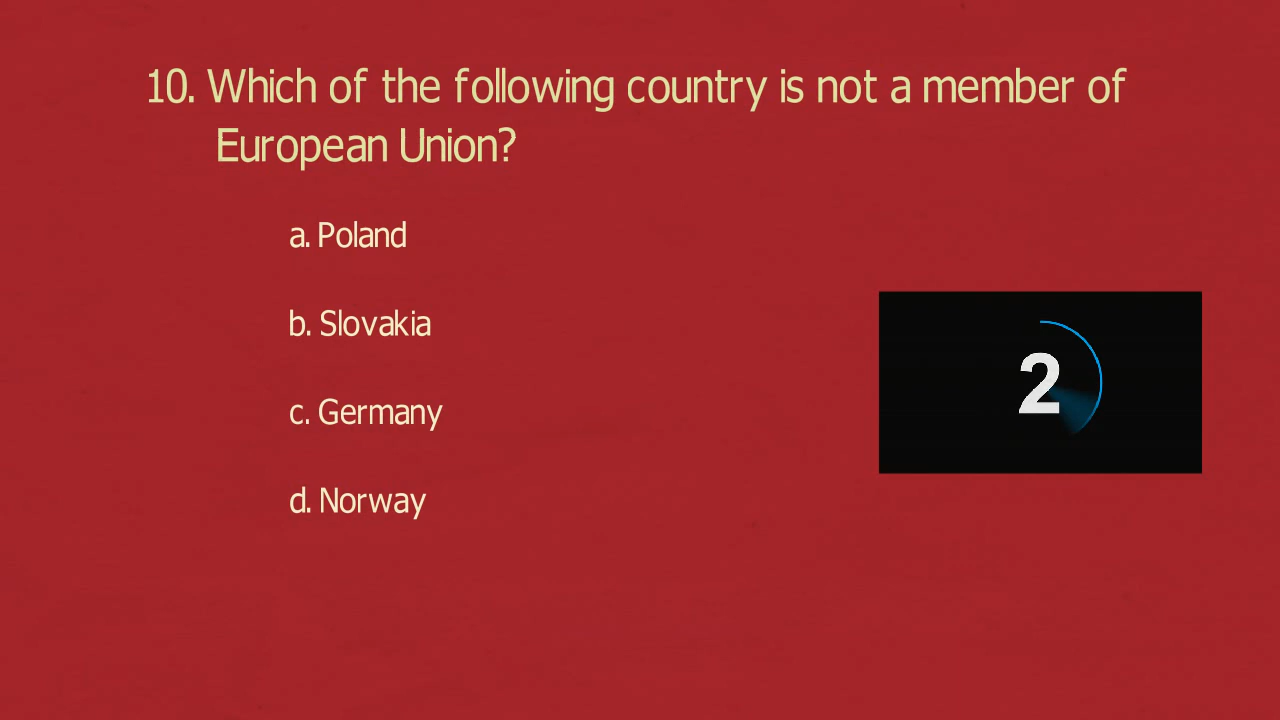 10. Which of the following country is not a member of
European Union?
a. Poland
b. Slovakia
c. Germany
d. Norway
2